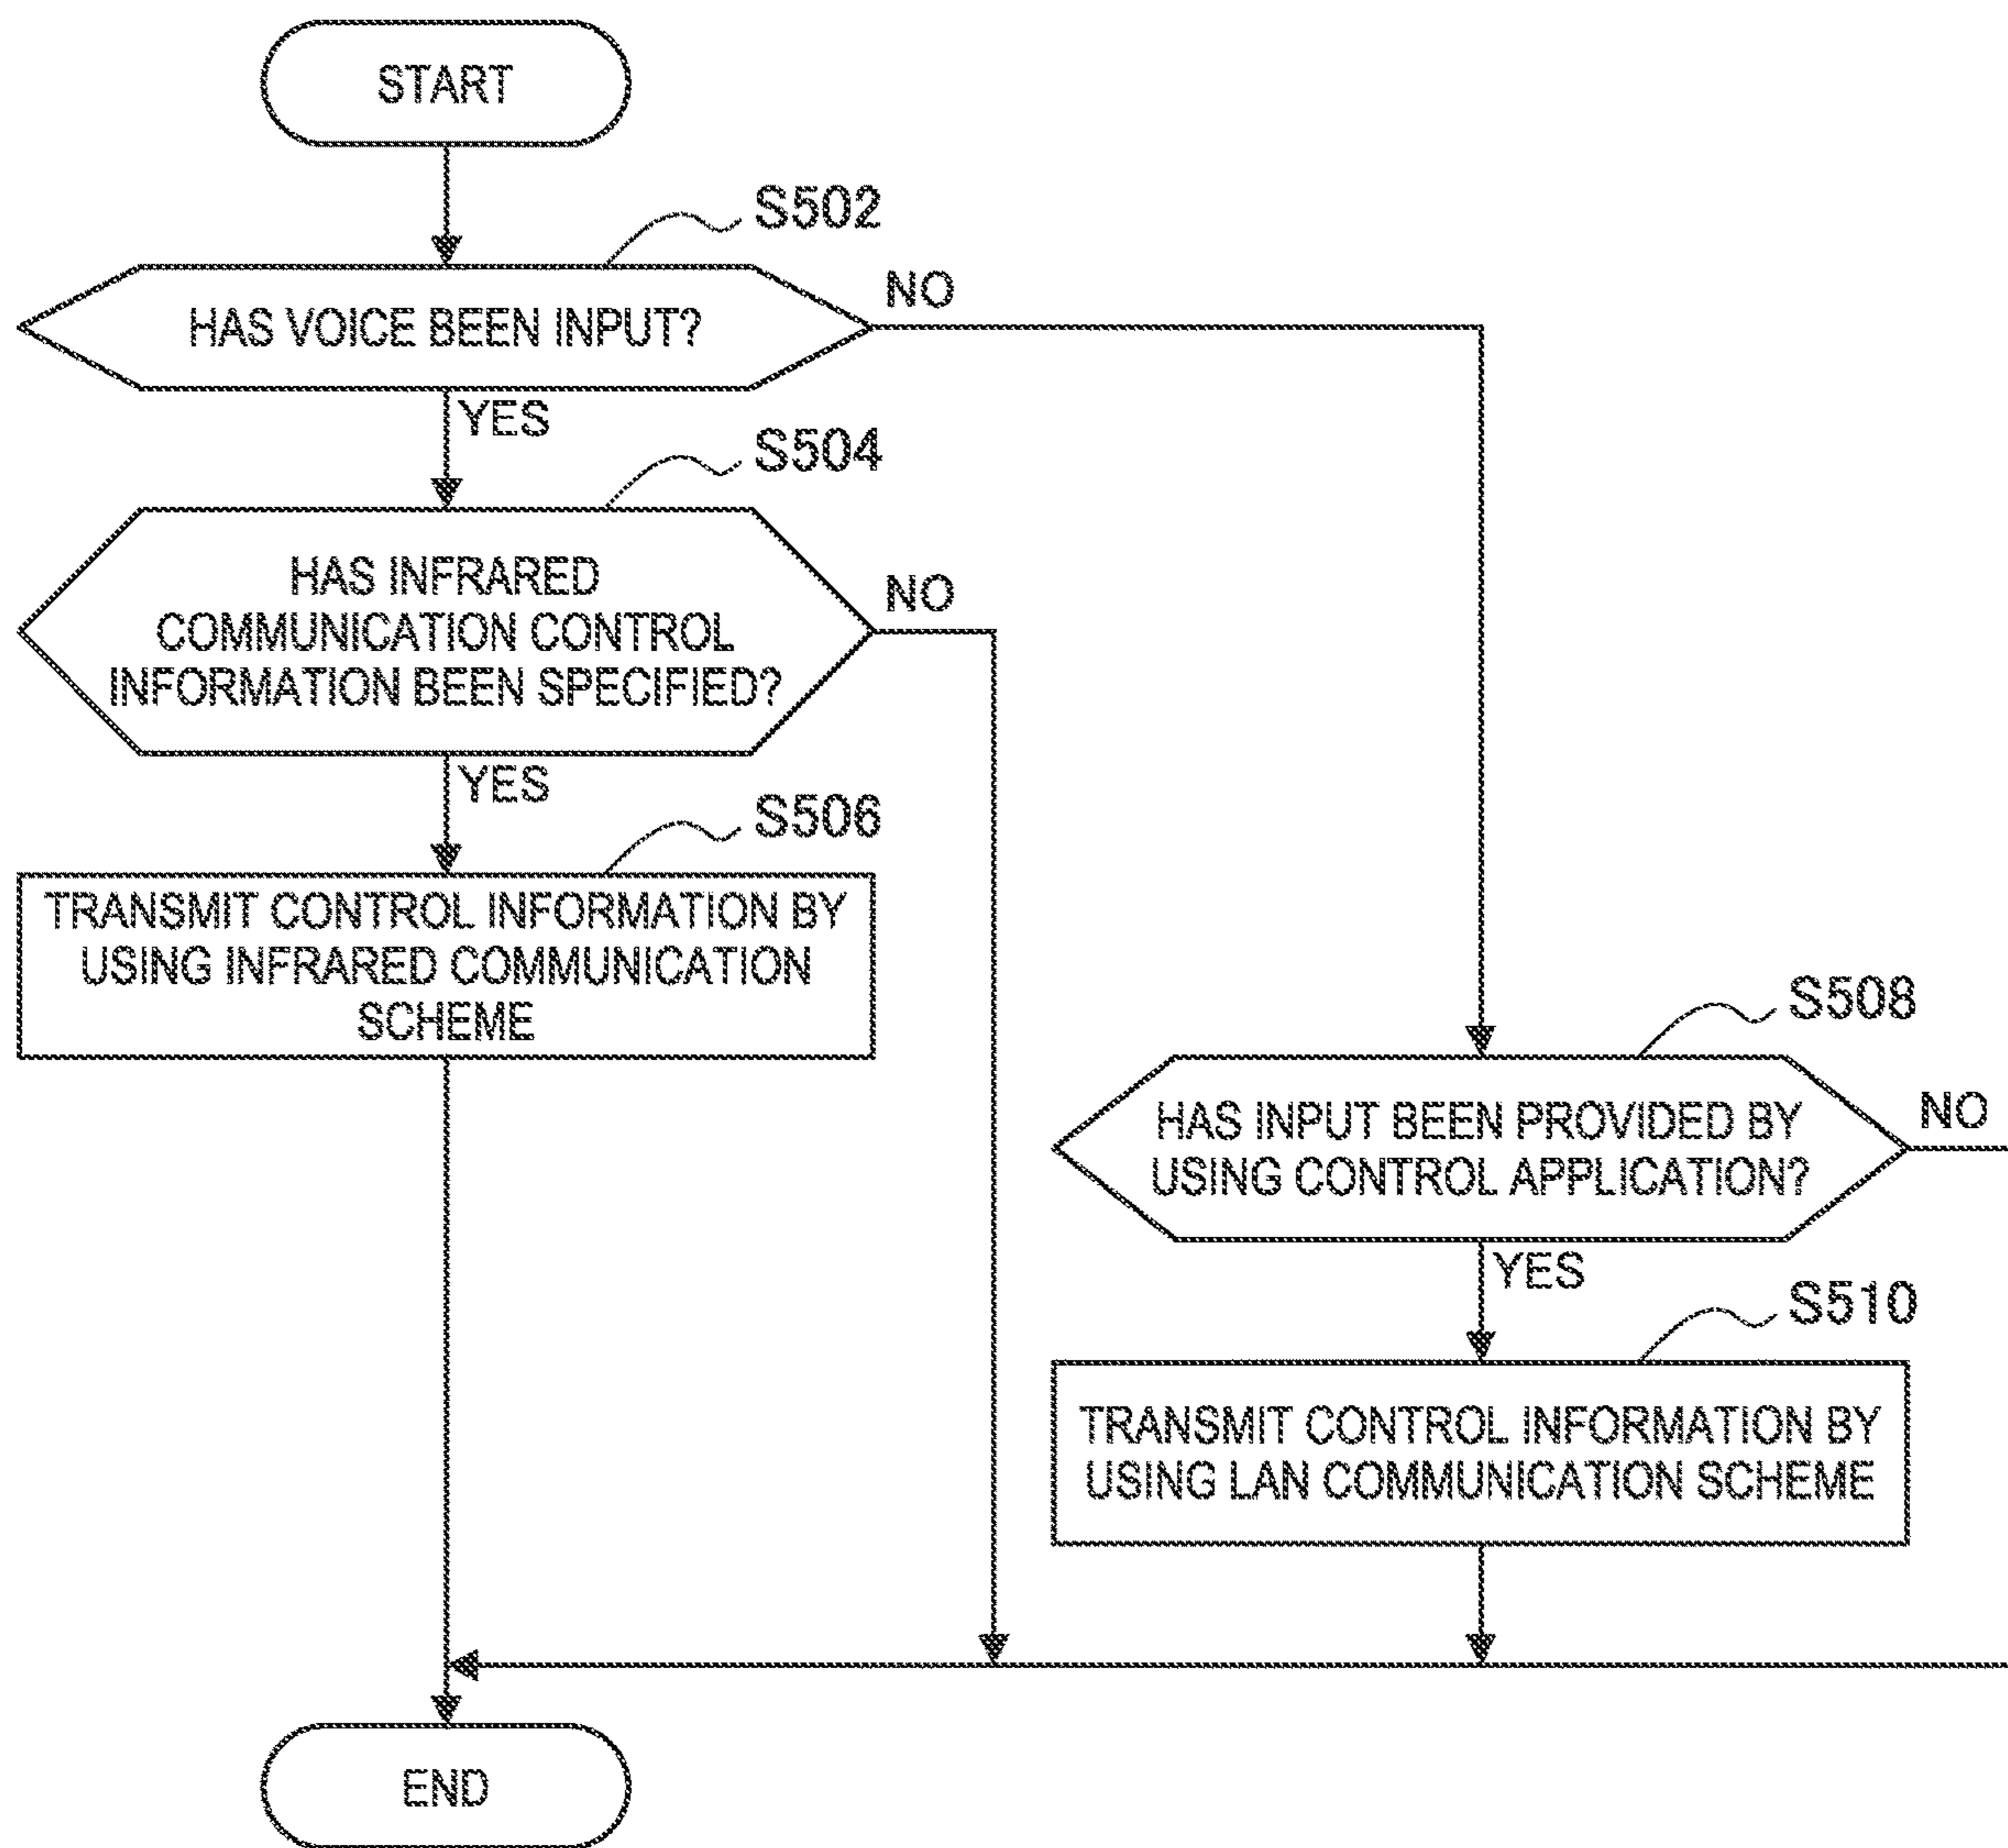 START
S502
HAS VOICE BEEN INPUT?
NO
YES
S504
HAS INFRARED
COMMUNICATION CONTROL
INFORMATION BEEN SPECIFIED?
NO
YES
S506
TRANSMIT CONTROL INFORMATION BY
USING INFRARED COMMUNICATION
SCHEME
S508
HAS INPUT BEEN PROVIDED BY
USING CONTROL APPLICATION?
NO
YES
S510
TRANSMIT CONTROL INFORMATION BY
USING LAN COMMUNICATION SCHEME
END